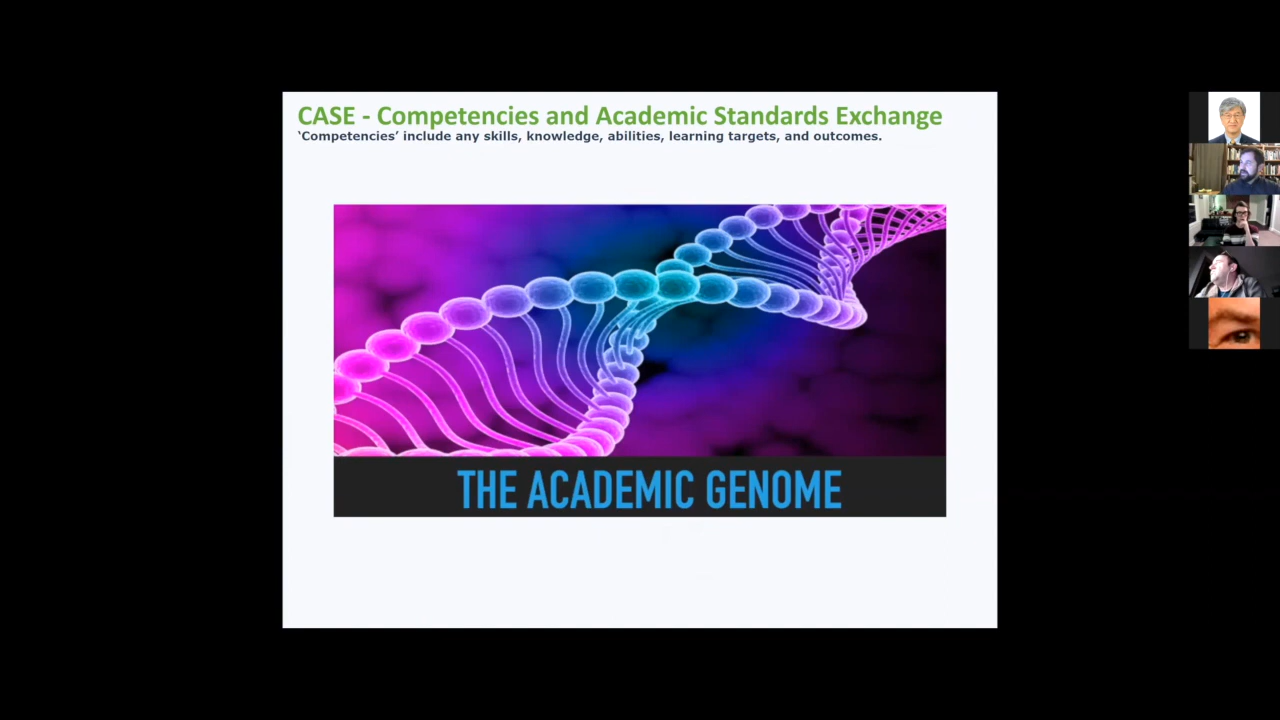 CASE - Competencies and Academic Standards Exchange
‘Competencies’ include any skills, knowledge, abilities, learning targets, and outcomes.
THE ACADEMIC GENOME